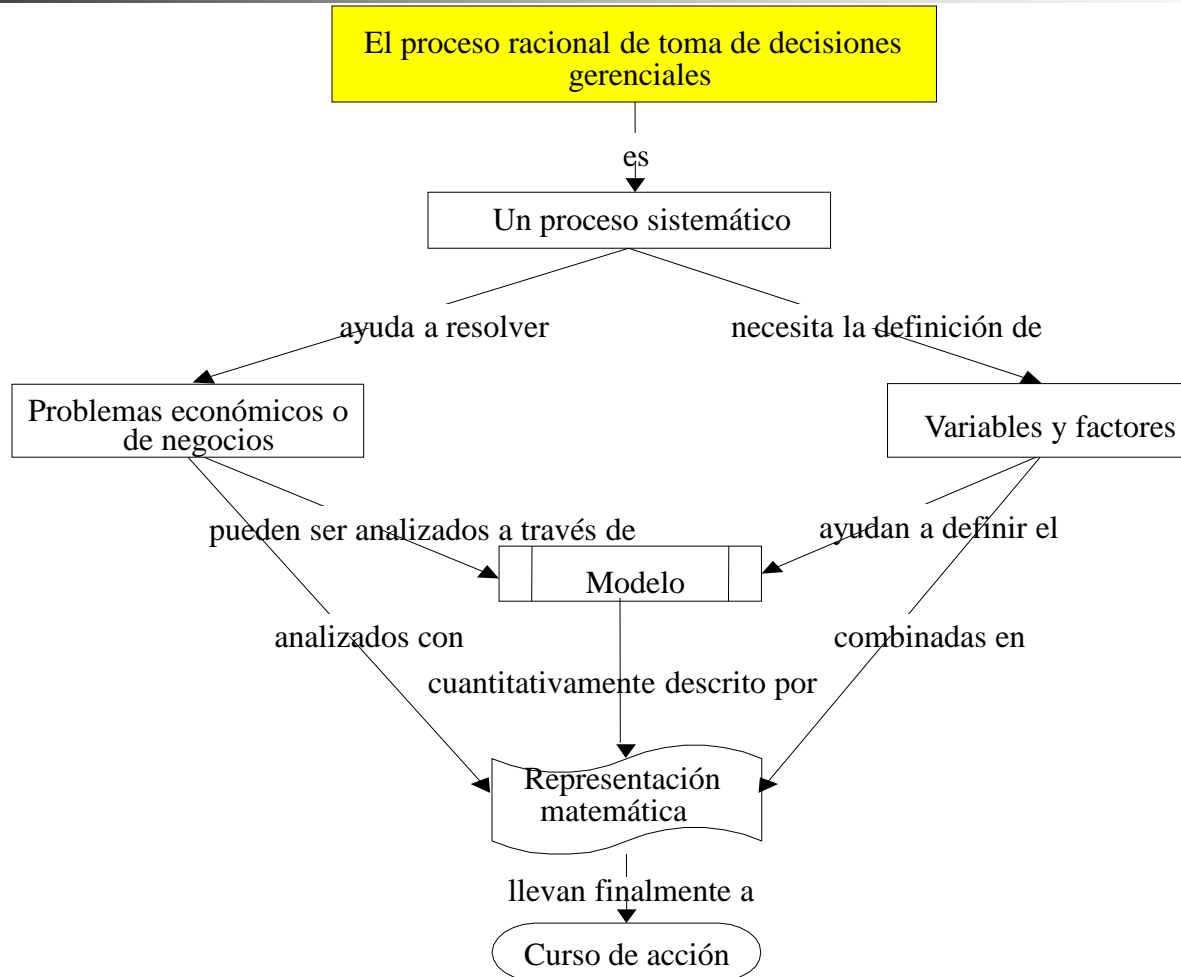 El proceso racional de toma de decisiones
gerenciales
es
Un proceso sistemático
ayuda a resolver
necesita la definición de
Problemas económicos o
de negocios
Variables y factores
pueden ser analizados a través de
ayudan a definir el
Modelo
analizados con
combinadas en
cuantitativamente descrito por
Representación
matemática
llevan finalmente a
Curso de acción